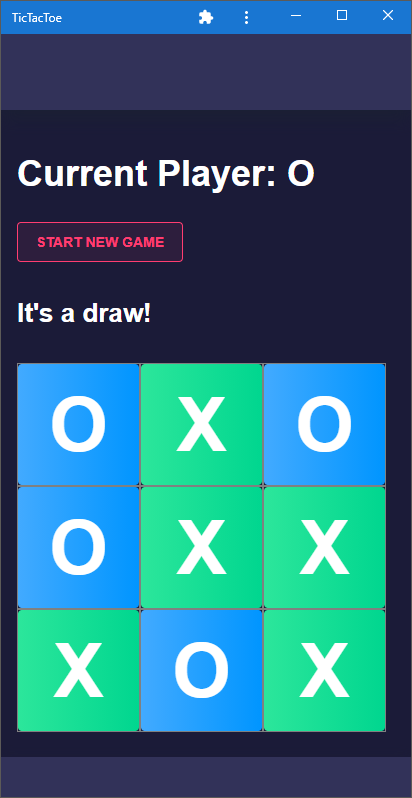 TicTacToe
Current Player: O
START NEW GAME
It's a draw!
O X O
O X X
X O X